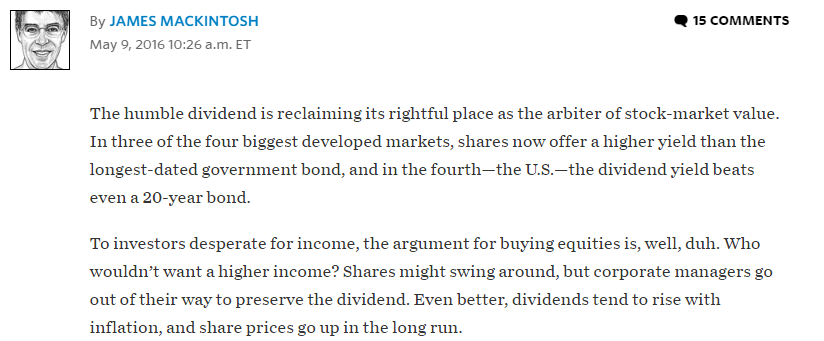 By JAMES MACKINTOSH
15 COMMENTS
May 9, 2016 10:26 a.m. ET
The humble dividend is reclaiming its rightful place as the arbiter of stock-market value.
In three of the four biggest developed markets, shares now offer a higher yield than the
longest-dated government bond, and in the fourth—the U.S.—the dividend yield beats
even a 20-year bond.
To investors desperate for income, the argument for buying equities is, well, duh. Who
wouldn’t want a higher income? Shares might swing around, but corporate managers go
out of their way to preserve the dividend. Even better, dividends tend to rise with
inflation, and share prices go up in the long run.